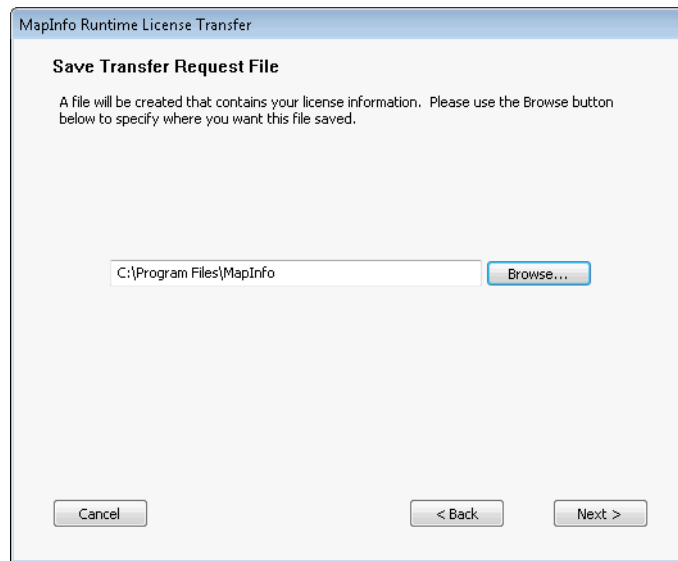 MapInfo Runtime License Transfer
Save Transfer Request File
A file will be created that contains your license information.  Please use the Browse button
below to specify where you want this file saved.
C:\Program Files\MapInfo
Browse...
Cancel
< Back
Next >